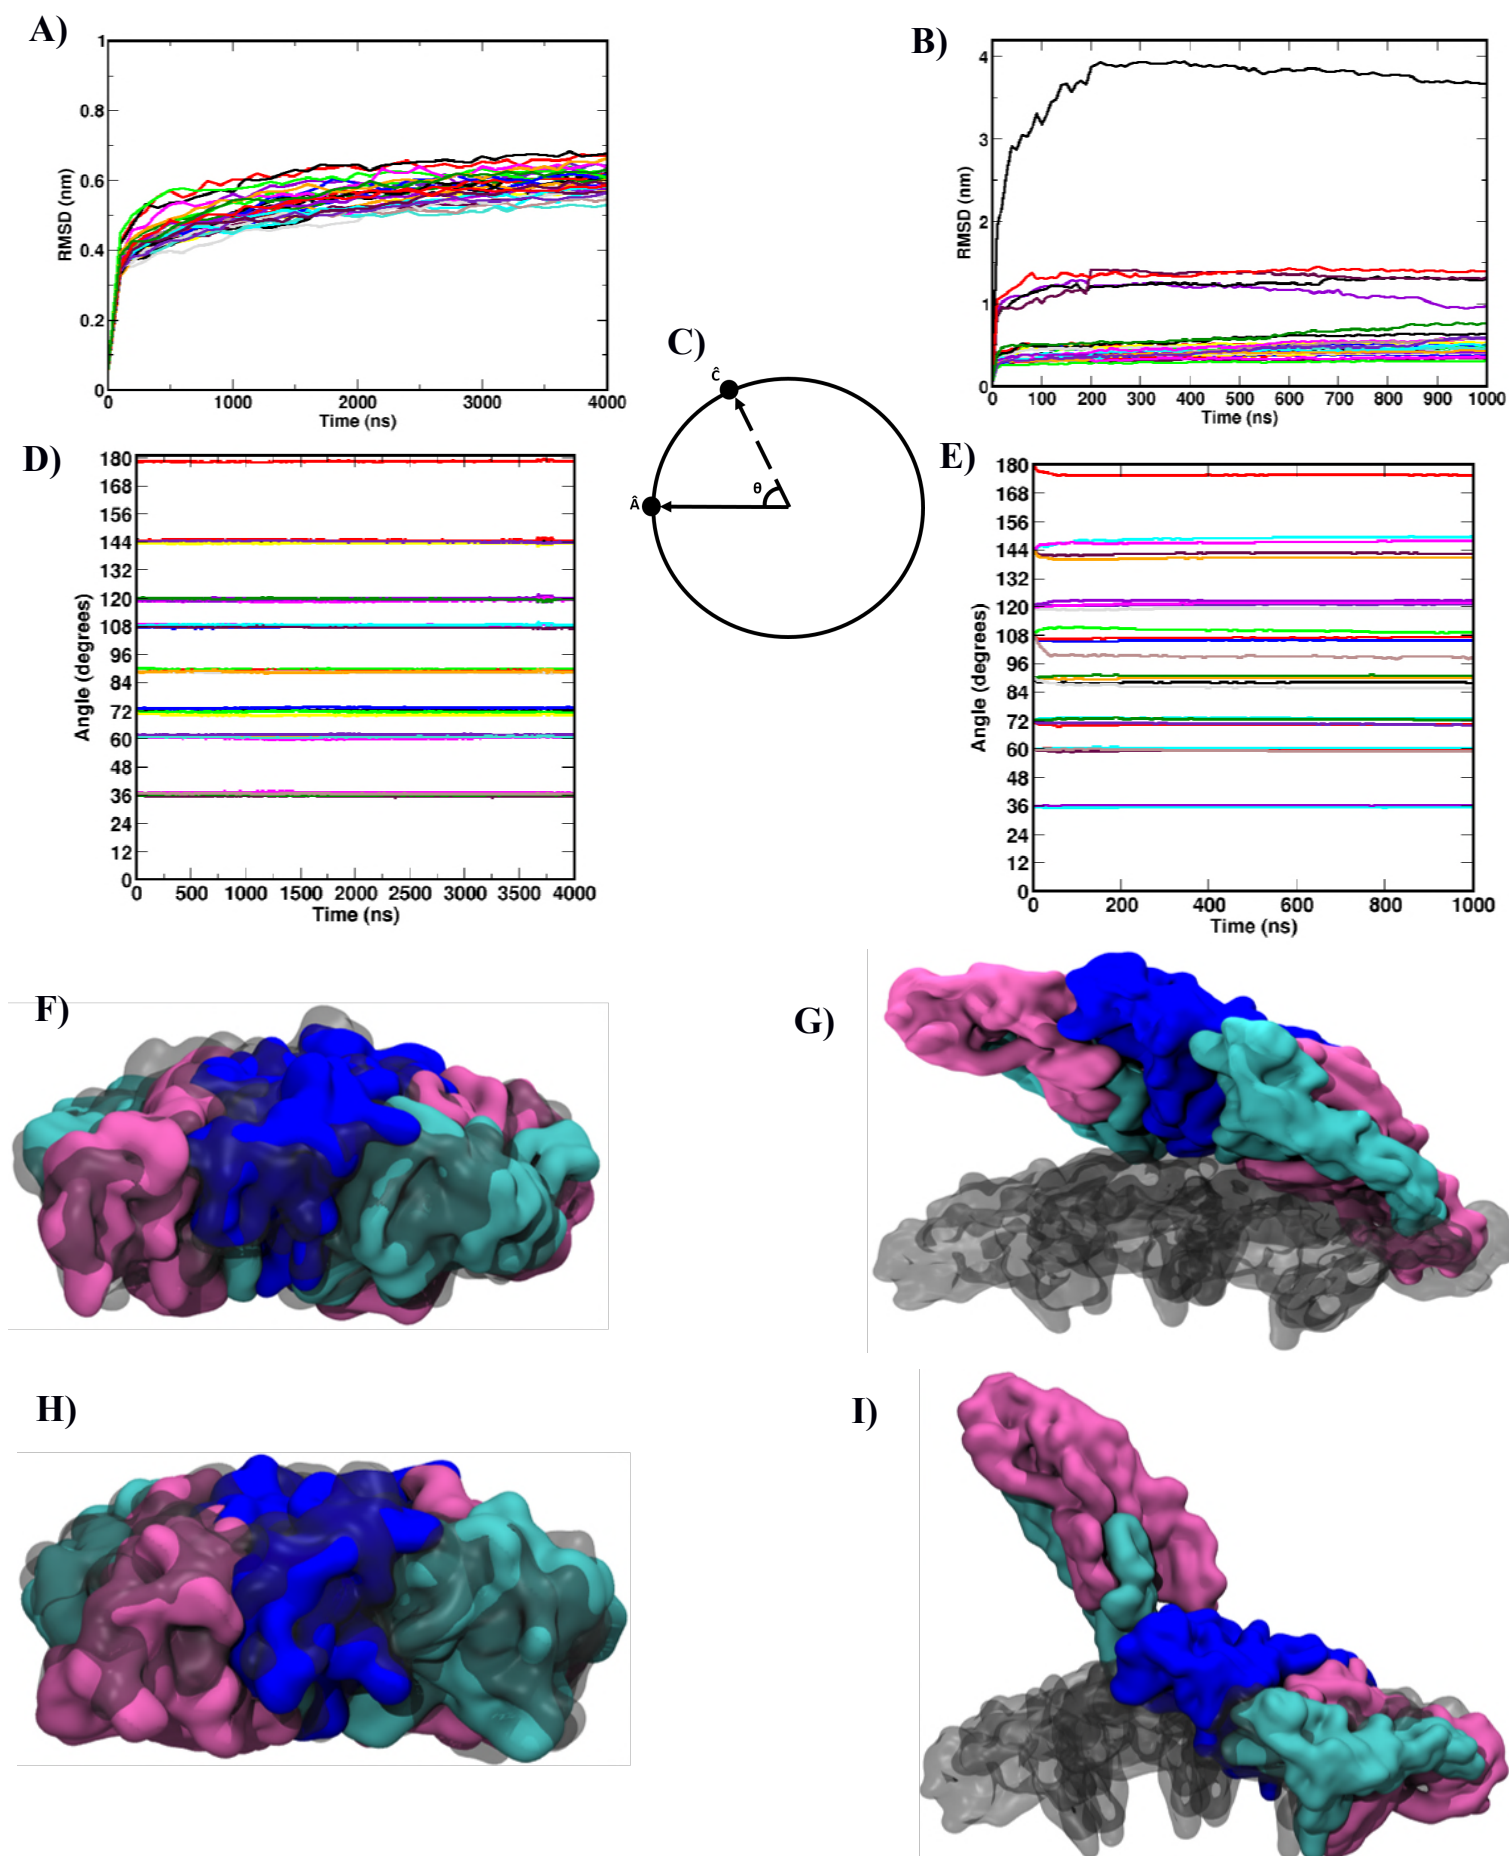 A)
1
0.8
0.6
0.4
0.2
0
RMSD (nm)
0 1000 2000 3000 4000
Time (ns)
B)
4
3
2
1
0
RMSD (nm)
0 100 200 300 400 500 600 700 800 900 1000
Time (ns)
C)
Ĉ
Â
θ
D)
180
168
156
144
132
120
108
96
84
72
60
48
36
24
12
0
Angle (degrees)
0 500 1000 1500 2000 2500 3000 3500 4000
Time (ns)
E)
180
168
156
144
132
120
108
96
84
72
60
48
36
24
12
0
Angle (degrees)
0 200 400 600 800 1000
Time (ns)
F)
G)
H)
I)